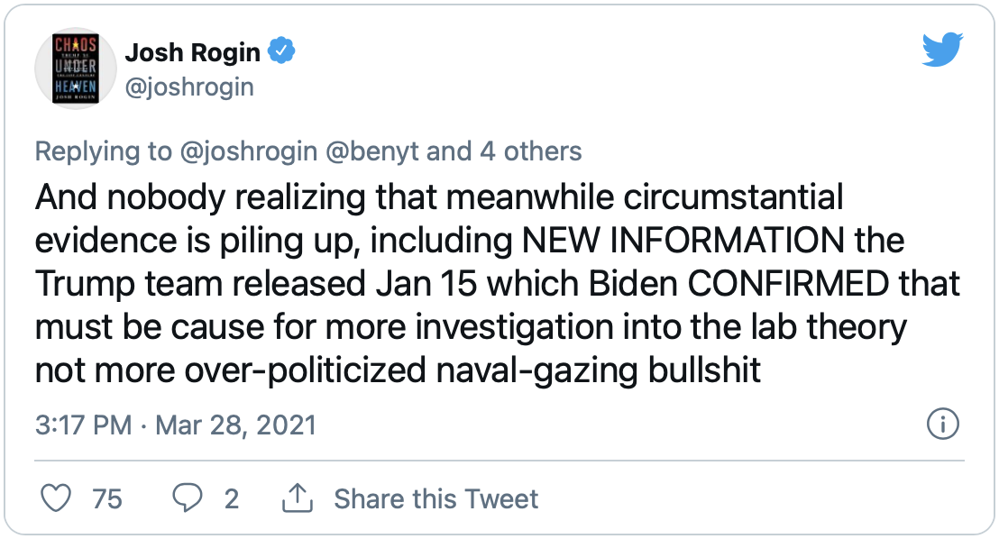 CHAOS
UNDER
HEAVEN
JOSH ROGIN
Josh Rogin
@joshrogin
Replying to @joshrogin @benyt and 4 others
And nobody realizing that meanwhile circumstantial
evidence is piling up, including NEW INFORMATION the
Trump team released Jan 15 which Biden CONFIRMED that
must be cause for more investigation into the lab theory
not more over-politicized naval-gazing bullshit
3:17 PM · Mar 28, 2021
75 2 Share this Tweet